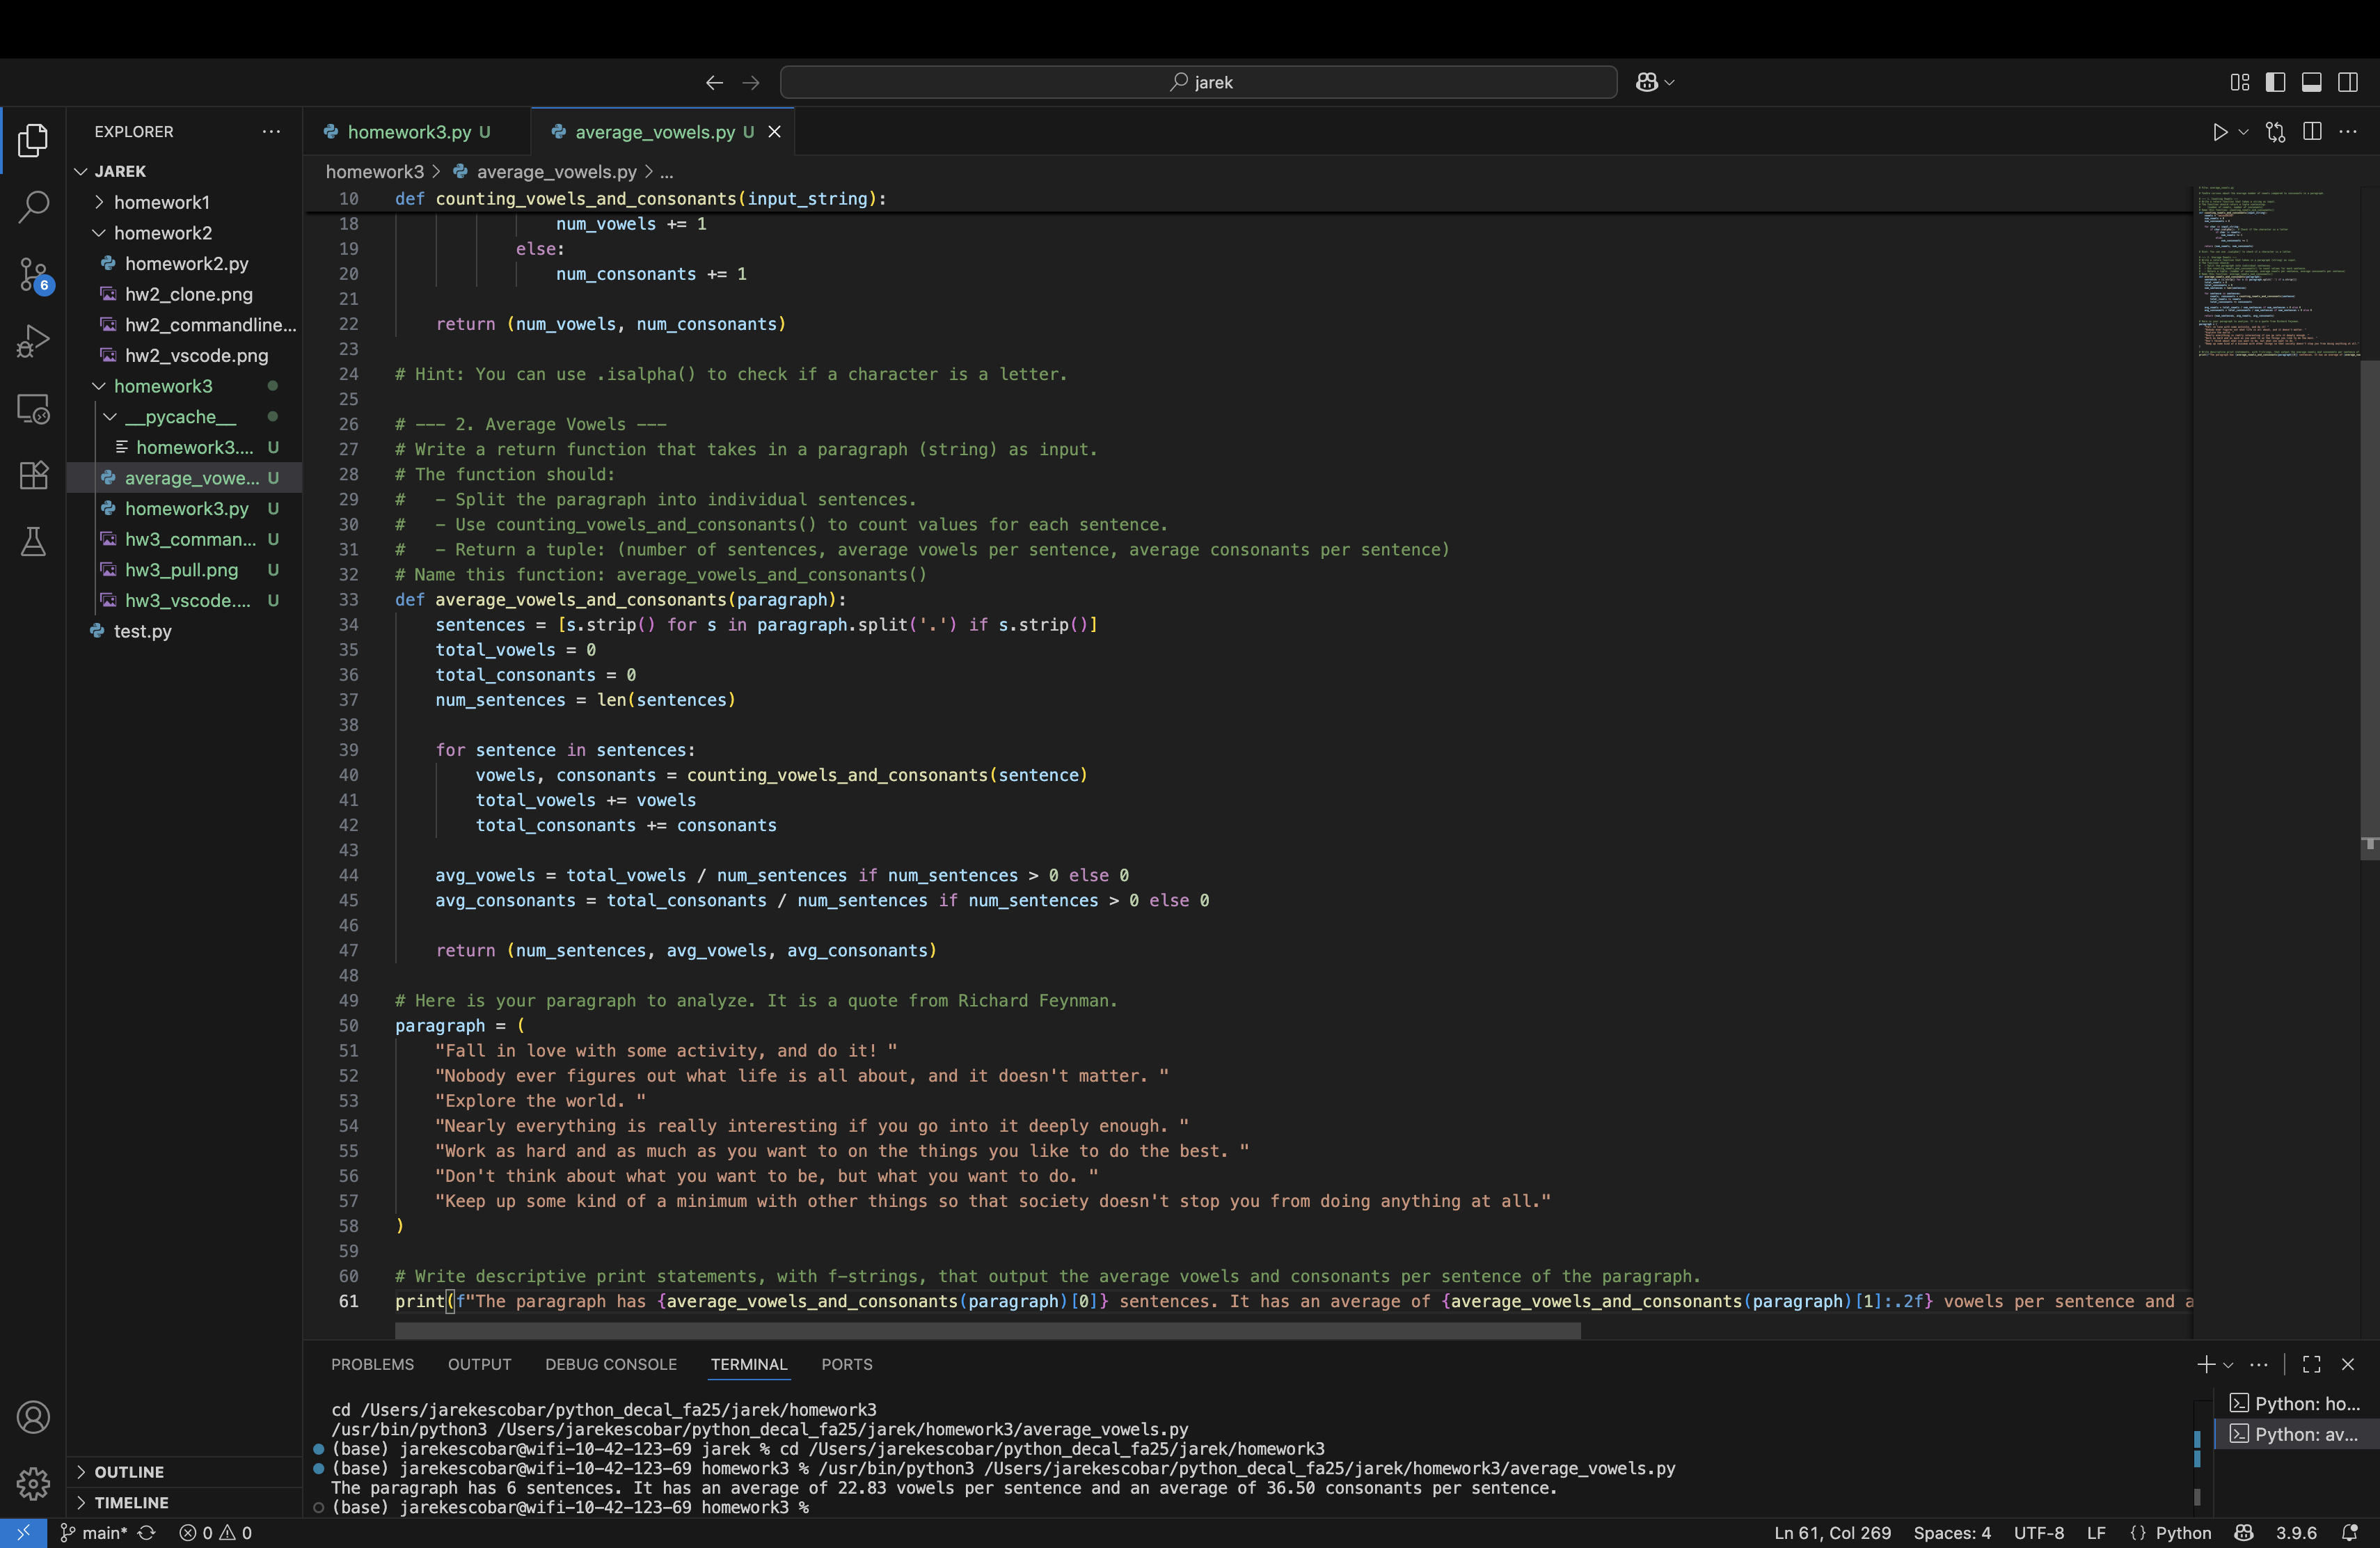 jarek
EXPLORER
JAREK
homework1
homework2
homework2.py
hw2_clone.png
hw2_commandline...
hw2_vscode.png
homework3
__pycache__
homework3.... U
average_vowe... U
homework3.py U
hw3_comman... U
hw3_pull.png U
hw3_vscode.... U
test.py
OUTLINE
TIMELINE
6
homework3.py U
average_vowels.py U
homework3 > average_vowels.py > ...
10 def counting_vowels_and_consonants(input_string):
18 num_vowels += 1
19 else:
20 num_consonants += 1
21
22 return (num_vowels, num_consonants)
23
24 # Hint: You can use .isalpha() to check if a character is a letter.
25
26 # --- 2. Average Vowels ---
27 # Write a return function that takes in a paragraph (string) as input.
28 # The function should:
29 # - Split the paragraph into individual sentences.
30 # - Use counting_vowels_and_consonants() to count values for each sentence.
31 # - Return a tuple: (number of sentences, average vowels per sentence, average consonants per sentence)
32 # Name this function: average_vowels_and_consonants()
33 def average_vowels_and_consonants(paragraph):
34 sentences = [s.strip() for s in paragraph.split('.') if s.strip()]
35 total_vowels = 0
36 total_consonants = 0
37 num_sentences = len(sentences)
38
39 for sentence in sentences:
40 vowels, consonants = counting_vowels_and_consonants(sentence)
41 total_vowels += vowels
42 total_consonants += consonants
43
44 avg_vowels = total_vowels / num_sentences if num_sentences > 0 else 0
45 avg_consonants = total_consonants / num_sentences if num_sentences > 0 else 0
46
47 return (num_sentences, avg_vowels, avg_consonants)
48
49 # Here is your paragraph to analyze. It is a quote from Richard Feynman.
50 paragraph = (
51 "Fall in love with some activity, and do it! "
52 "Nobody ever figures out what life is all about, and it doesn't matter. "
53 "Explore the world. "
54 "Nearly everything is really interesting if you go into it deeply enough. "
55 "Work as hard and as much as you want to on the things you like to do the best. "
56 "Don't think about what you want to be, but what you want to do. "
57 "Keep up some kind of a minimum with other things so that society doesn't stop you from doing anything at all."
58 )
59
60 # Write descriptive print statements, with f-strings, that output the average vowels and consonants per sentence of the paragraph.
61 print(f"The paragraph has {average_vowels_and_consonants(paragraph)[0]} sentences. It has an average of {average_vowels_and_consonants(paragraph)[1]:.2f} vowels per sentence and a
PROBLEMS OUTPUT DEBUG CONSOLE TERMINAL PORTS
cd /Users/jarekescobar/python_decal_fa25/jarek/homework3
/usr/bin/python3 /Users/jarekescobar/python_decal_fa25/jarek/homework3/average_vowels.py
(base) jarekescobar@wifi-10-42-123-69 jarek % cd /Users/jarekescobar/python_decal_fa25/jarek/homework3
(base) jarekescobar@wifi-10-42-123-69 homework3 % /usr/bin/python3 /Users/jarekescobar/python_decal_fa25/jarek/homework3/average_vowels.py
The paragraph has 6 sentences. It has an average of 22.83 vowels per sentence and an average of 36.50 consonants per sentence.
(base) jarekescobar@wifi-10-42-123-69 homework3 %
Python: ho...
Python: av...
main* 0 0 Ln 61, Col 269 Spaces: 4 UTF-8 LF {} Python 3.9.6